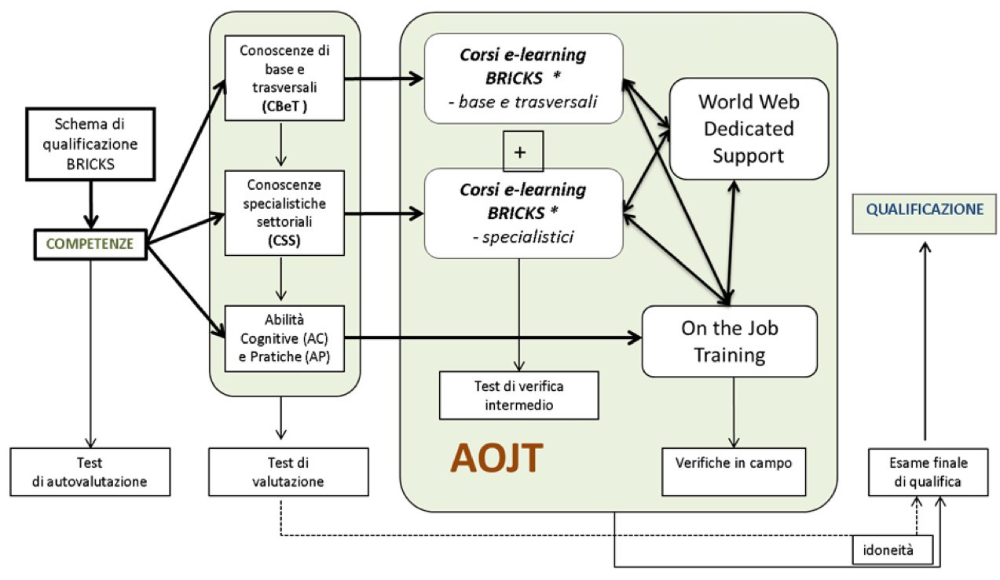 Schema di
qualificazione
BRICKS
COMPETENZE
Test
di autovalutazione
Conoscenze di
base e
trasversali
(CBeT )
Conoscenze
specialistiche
settoriali
(CSS)
Abilità
Cognitive (AC)
e Pratiche (AP)
Test di
valutazione
Corsi e-learning
BRICKS *
- base e trasversali
+
Corsi e-learning
BRICKS *
- specialistici
Test di verifica
intermedio
AOJT
World Web
Dedicated
Support
On the Job
Training
Verifiche in campo
QUALIFICAZIONE
Esame finale
di qualifica
idoneità